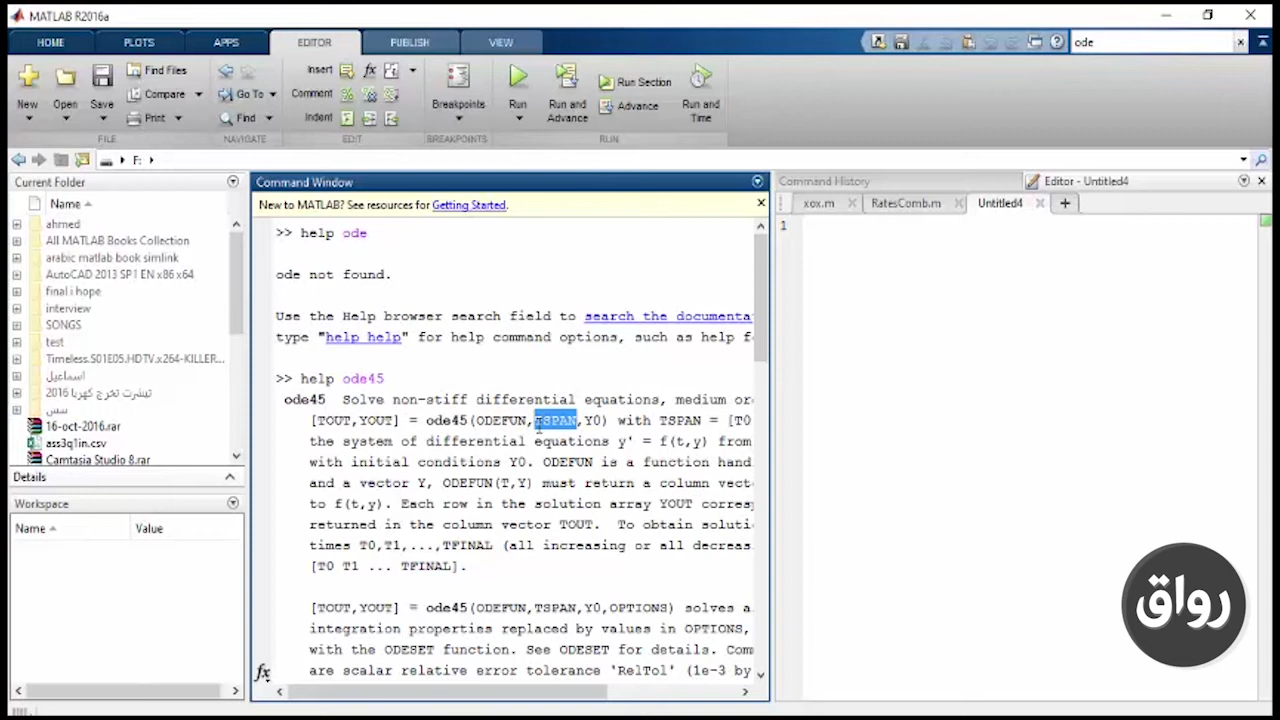 MATLAB R2016a
HOME PLOTS APPS EDITOR PUBLISH VIEW ode
New Open Save Find Files Compare Print
Go To Find
Insert Comment Indent
Breakpoints
Run Run and Advance Run Section Advance Run and Time
FILE NAVIGATE EDIT BREAKPOINTS RUN
F:
Current Folder
Name
ahmed
All MATLAB Books Collection
arabic matlab book simlink
AutoCAD 2013 SP I EN x86 x64
final i hope
interview
SONGS
test
Timeless.S01E05.HDTV.x264-KILLER...
اسماعيل
تيشرت تخرج كهربا 2016
سس
16-oct-2016.rar
ass3q1in.csv
Camtasia Studio 8.rar
Details
Workspace
Name Value
Command Window
New to MATLAB? See resources for Getting Started.
>> help ode
ode not found.
Use the Help browser search field to search the documenta
type "help help" for help command options, such as help f
>> help ode45
ode45 Solve non-stiff differential equations, medium or
[TOUT,YOUT] = ode45(ODEFUN,TSPAN,Y0) with TSPAN = [T0
the system of differential equations y' = f(t,y) from
with initial conditions Y0. ODEFUN is a function hand
and a vector Y, ODEFUN(T,Y) must return a column vect
to f(t,y). Each row in the solution array YOUT corres
returned in the column vector TOUT. To obtain soluti
times T0,T1,...,TFINAL (all increasing or all decreas
[T0 T1 ... TFINAL].
[TOUT,YOUT] = ode45(ODEFUN,TSPAN,Y0,OPTIONS) solves a
integration properties replaced by values in OPTIONS,
with the ODESET function. See ODESET for details. Com
are scalar relative error tolerance 'RelTol' (1e-3 by
fx
Command History
Editor - Untitled4
xox.m RatesComb.m Untitled4
1
رواق